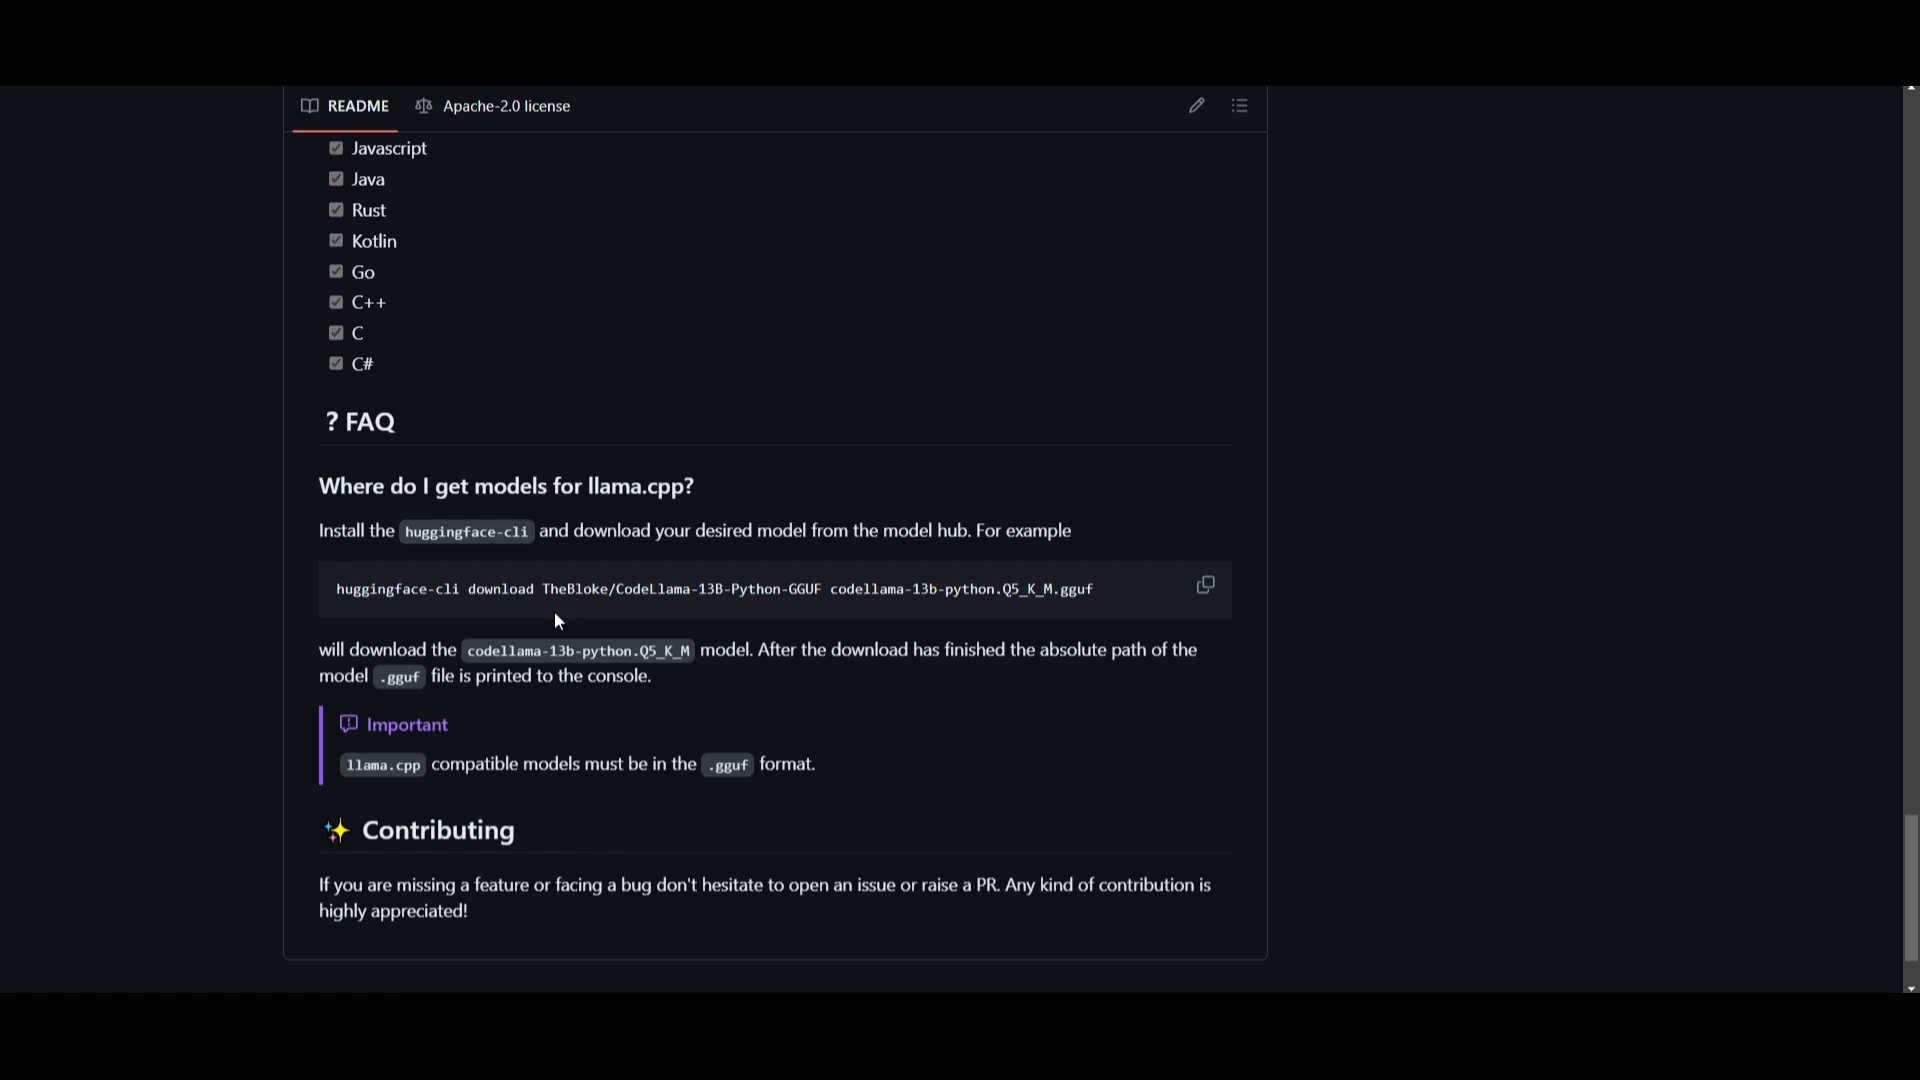 README Apache-2.0 license
Javascript
Java
Rust
Kotlin
Go
C++
C
C#
? FAQ
Where do I get models for llama.cpp?
Install the huggingface-cli and download your desired model from the model hub. For example
huggingface-cli download TheBloke/CodeLlama-13B-Python-GGUF codellama-13b-python.Q5_K_M.gguf
will download the codellama-13b-python.Q5_K_M model. After the download has finished the absolute path of the
model .gguf file is printed to the console.
Important
llama.cpp compatible models must be in the .gguf format.
✨ Contributing
If you are missing a feature or facing a bug don't hesitate to open an issue or raise a PR. Any kind of contribution is
highly appreciated!